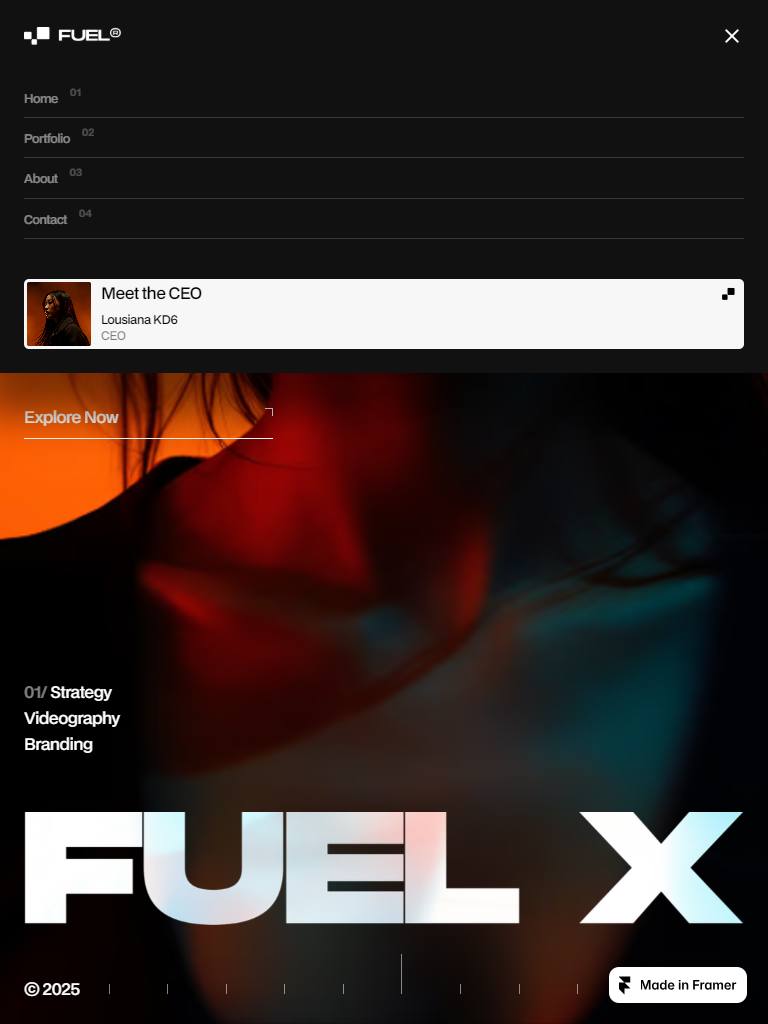 FUEL®
Home 01
Portfolio 02
About 03
Contact 04
Meet the CEO
Lousiana KD6
CEO
Explore Now
01/ Strategy
Videography
Branding
FUEL X
© 2025
Made in Framer